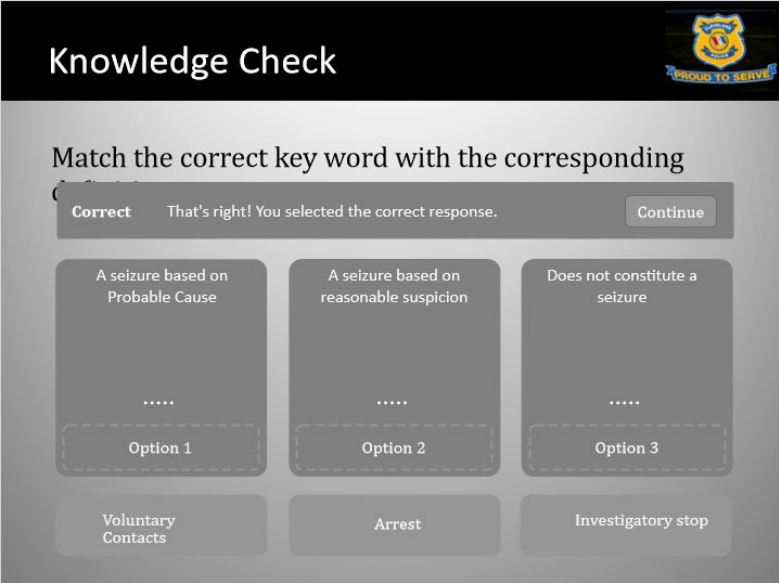 Knowledge Check
CLEVELAND
POLICE
PROUD TO SERVE
Match the correct key word with the corresponding
Correct That's right! You selected the correct response. Continue
A seizure based on
Probable Cause
.....
Option 1
A seizure based on
reasonable suspicion
.....
Option 2
Does not constitute a
seizure
.....
Option 3
Voluntary
Contacts
Arrest
Investigatory stop